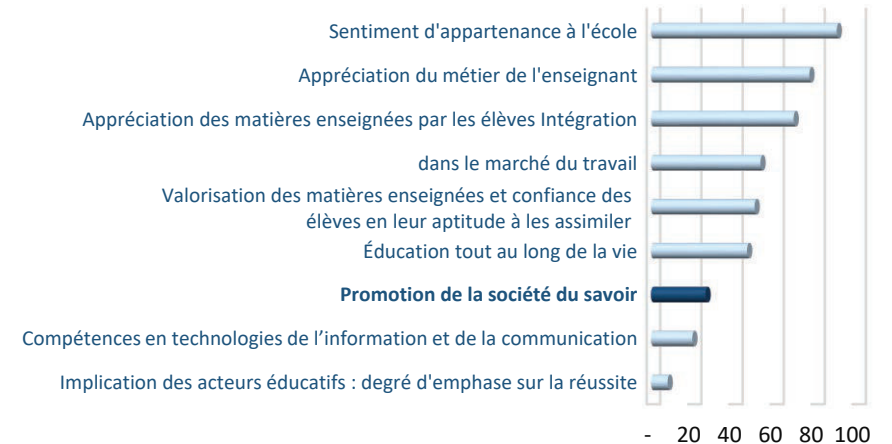 Sentiment d'appartenance à l'école
Appréciation du métier de l'enseignant
Appréciation des matières enseignées par les élèves Intégration
dans le marché du travail
Valorisation des matières enseignées et confiance des
élèves en leur aptitude à les assimiler
Éducation tout au long de la vie
Promotion de la société du savoir
Compétences en technologies de l’information et de la communication
Implication des acteurs éducatifs : degré d'emphase sur la réussite
- 20 40 60 80 100